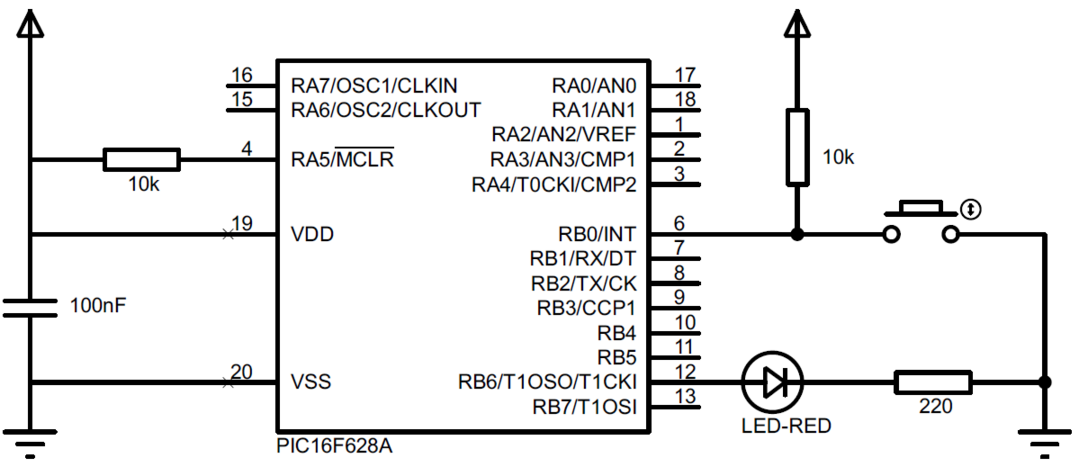 16 RA7/OSC1/CLKIN RA0/AN0 17
15 RA6/OSC2/CLKOUT RA1/AN1 18
RA2/AN2/VREF 1
4 RA5/MCLR RA3/AN3/CMP1 2
10k
RA4/T0CKI/CMP2 3
10k
19 VDD RB0/INT 6
RB1/RX/DT 7
RB2/TX/CK 8
100nF
RB3/CCP1 9
RB4 10
RB5 11
20 VSS RB6/T1OSO/T1CKI 12
RB7/T1OSI 13
220
LED-RED
PIC16F628A